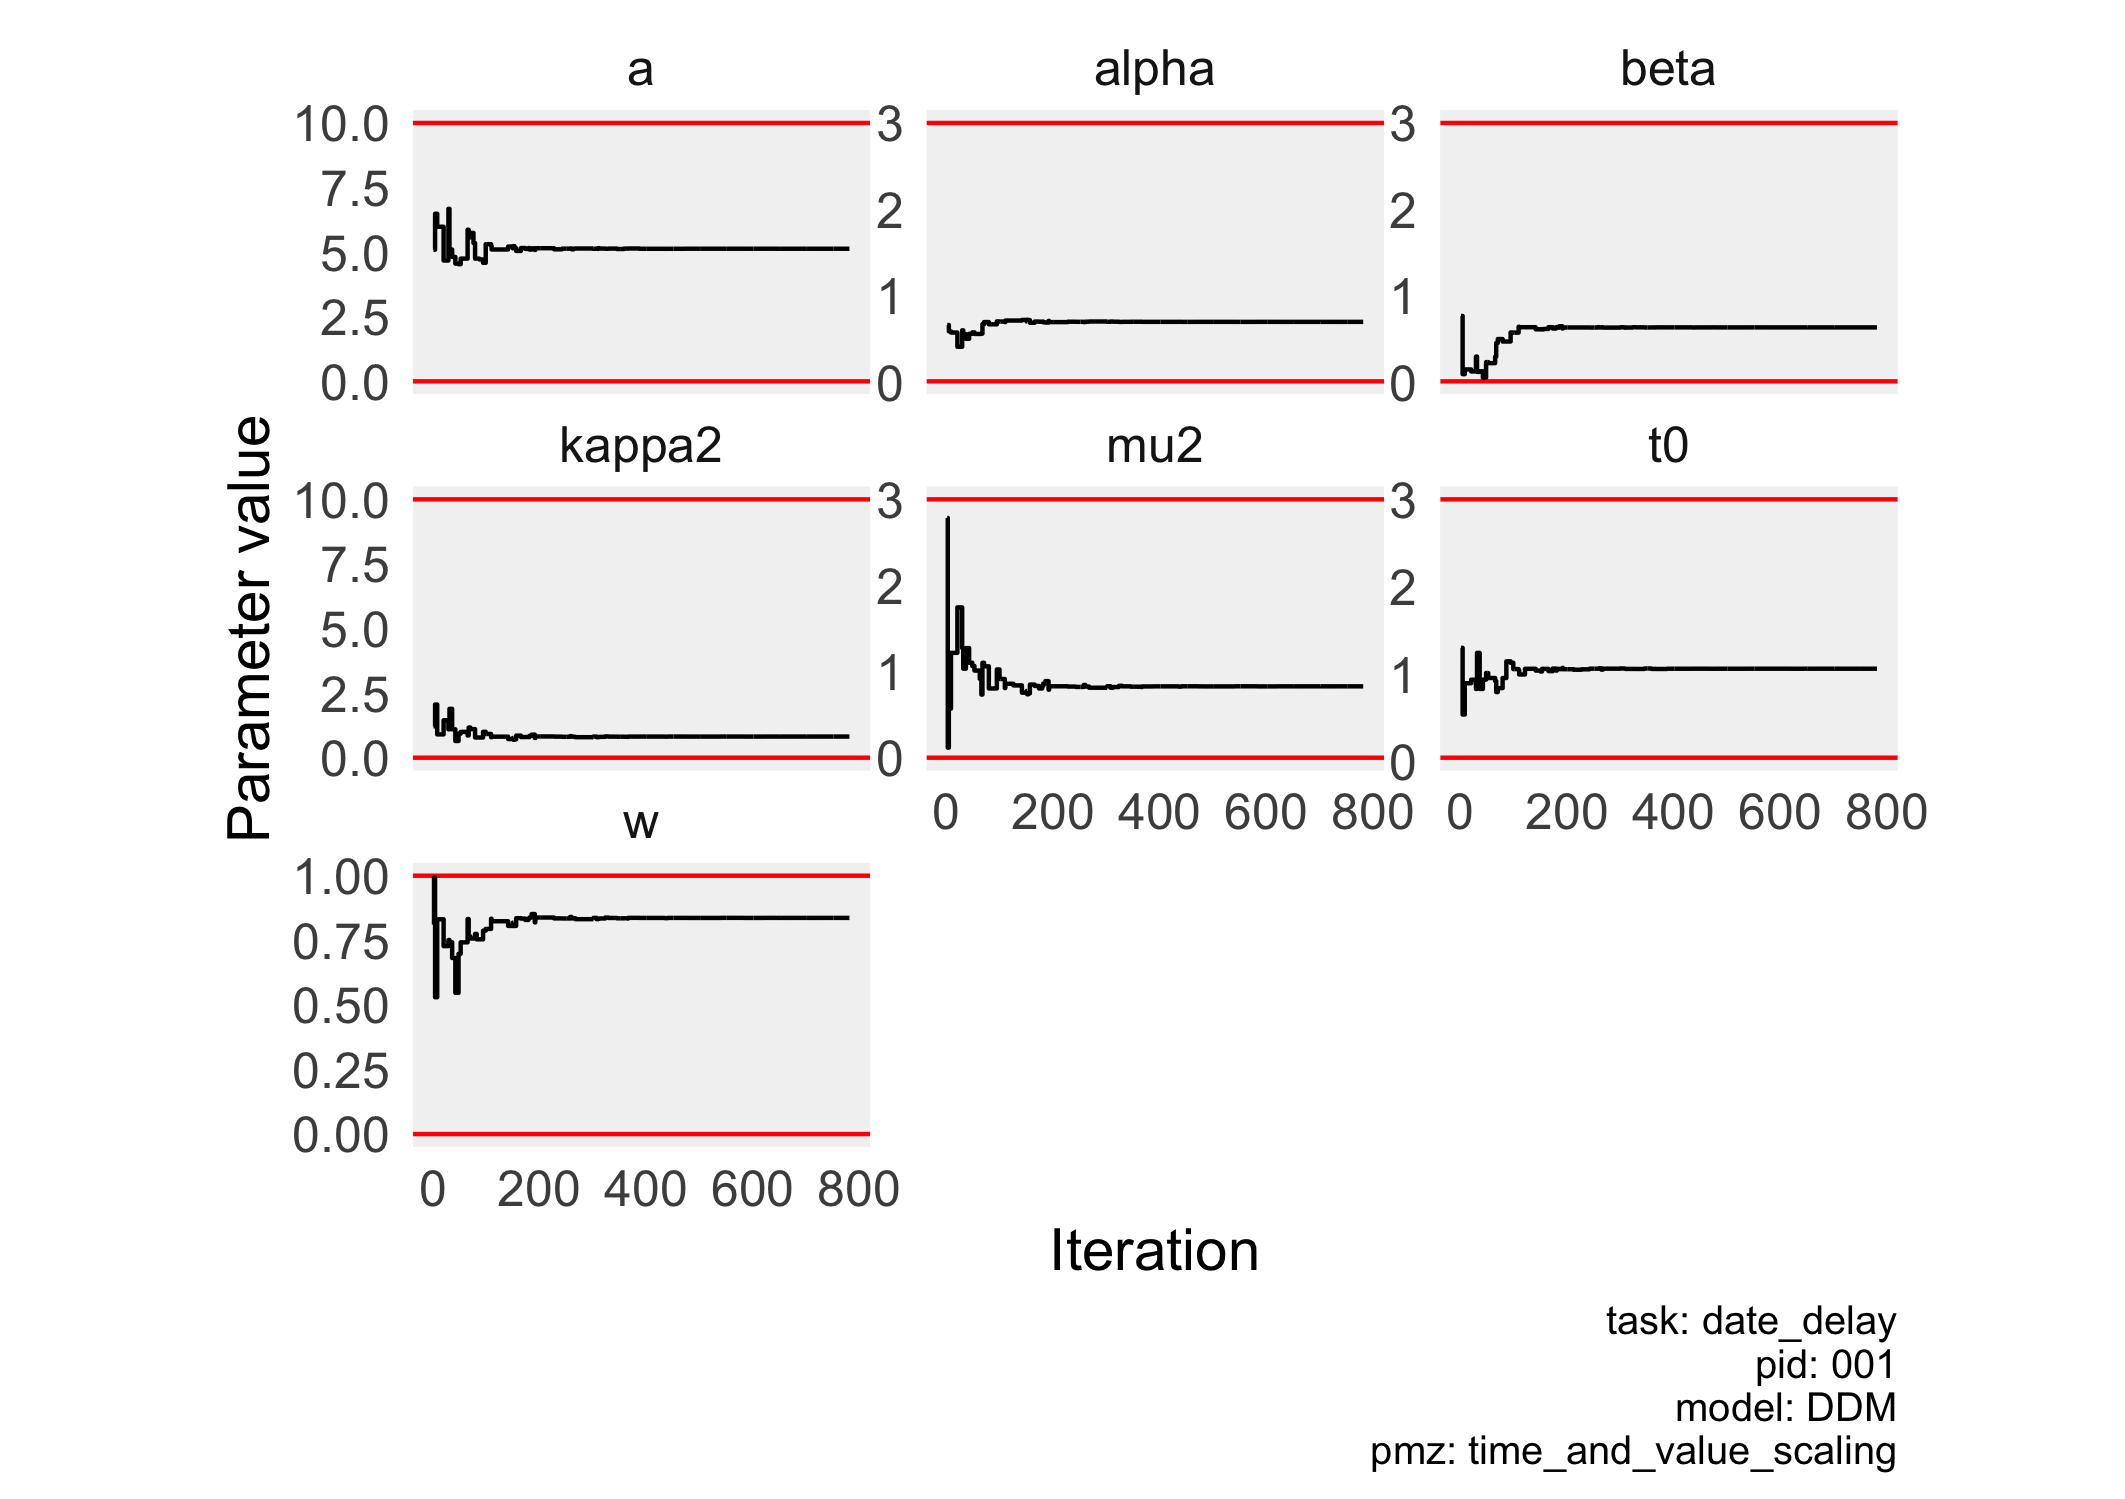 a alpha beta
10.0 3 3
7.5 2 2
5.0 1 1
2.5 0 0
0.0
kappa2 mu2 t0
10.0 3 3
7.5 2 2
5.0 1 1
2.5 0 0
0.0
0 200 400 600 800 0 200 400 600 800
w
1.00
0.75
0.50
0.25
0.00
0 200 400 600 800
Parameter value
Iteration
task: date_delay
pid: 001
model: DDM
pmz: time_and_value_scaling